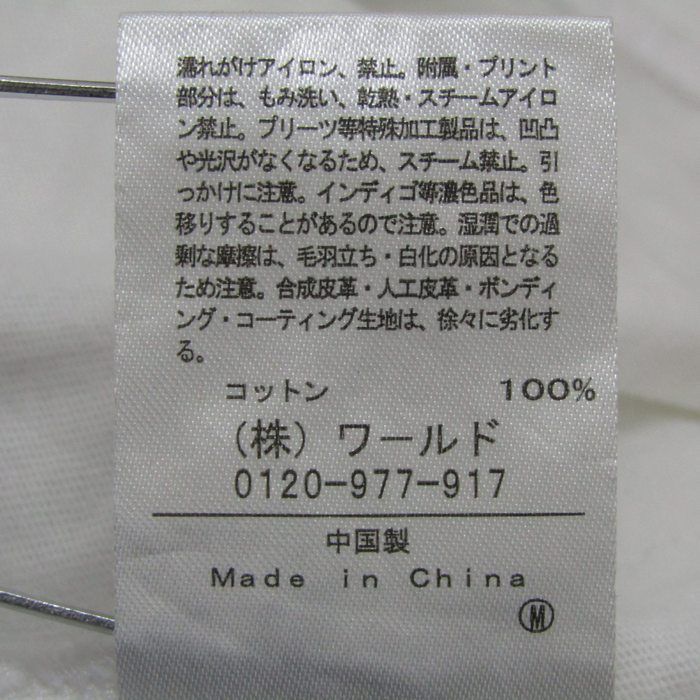 濡れがけアイロン、禁止。附属・プリント
部分は、もみ洗い、乾熱・スチームアイロ
ン禁止。プリーツ等特殊加工製品は、凹凸
や光沢がなくなるため、スチーム禁止。引
っかけに注意。インディゴ等濃色品は、色
移りすることがあるので注意。湿潤での過
剰な摩擦は、毛羽立ち・白化の原因となる
ため注意。合成皮革・人工皮革・ボンディ
ング・コーティング生地は、徐々に劣化す
る。
コットン 100%
(株) ワールド
0120-977-917
中国製
Made in China
Ⓜ